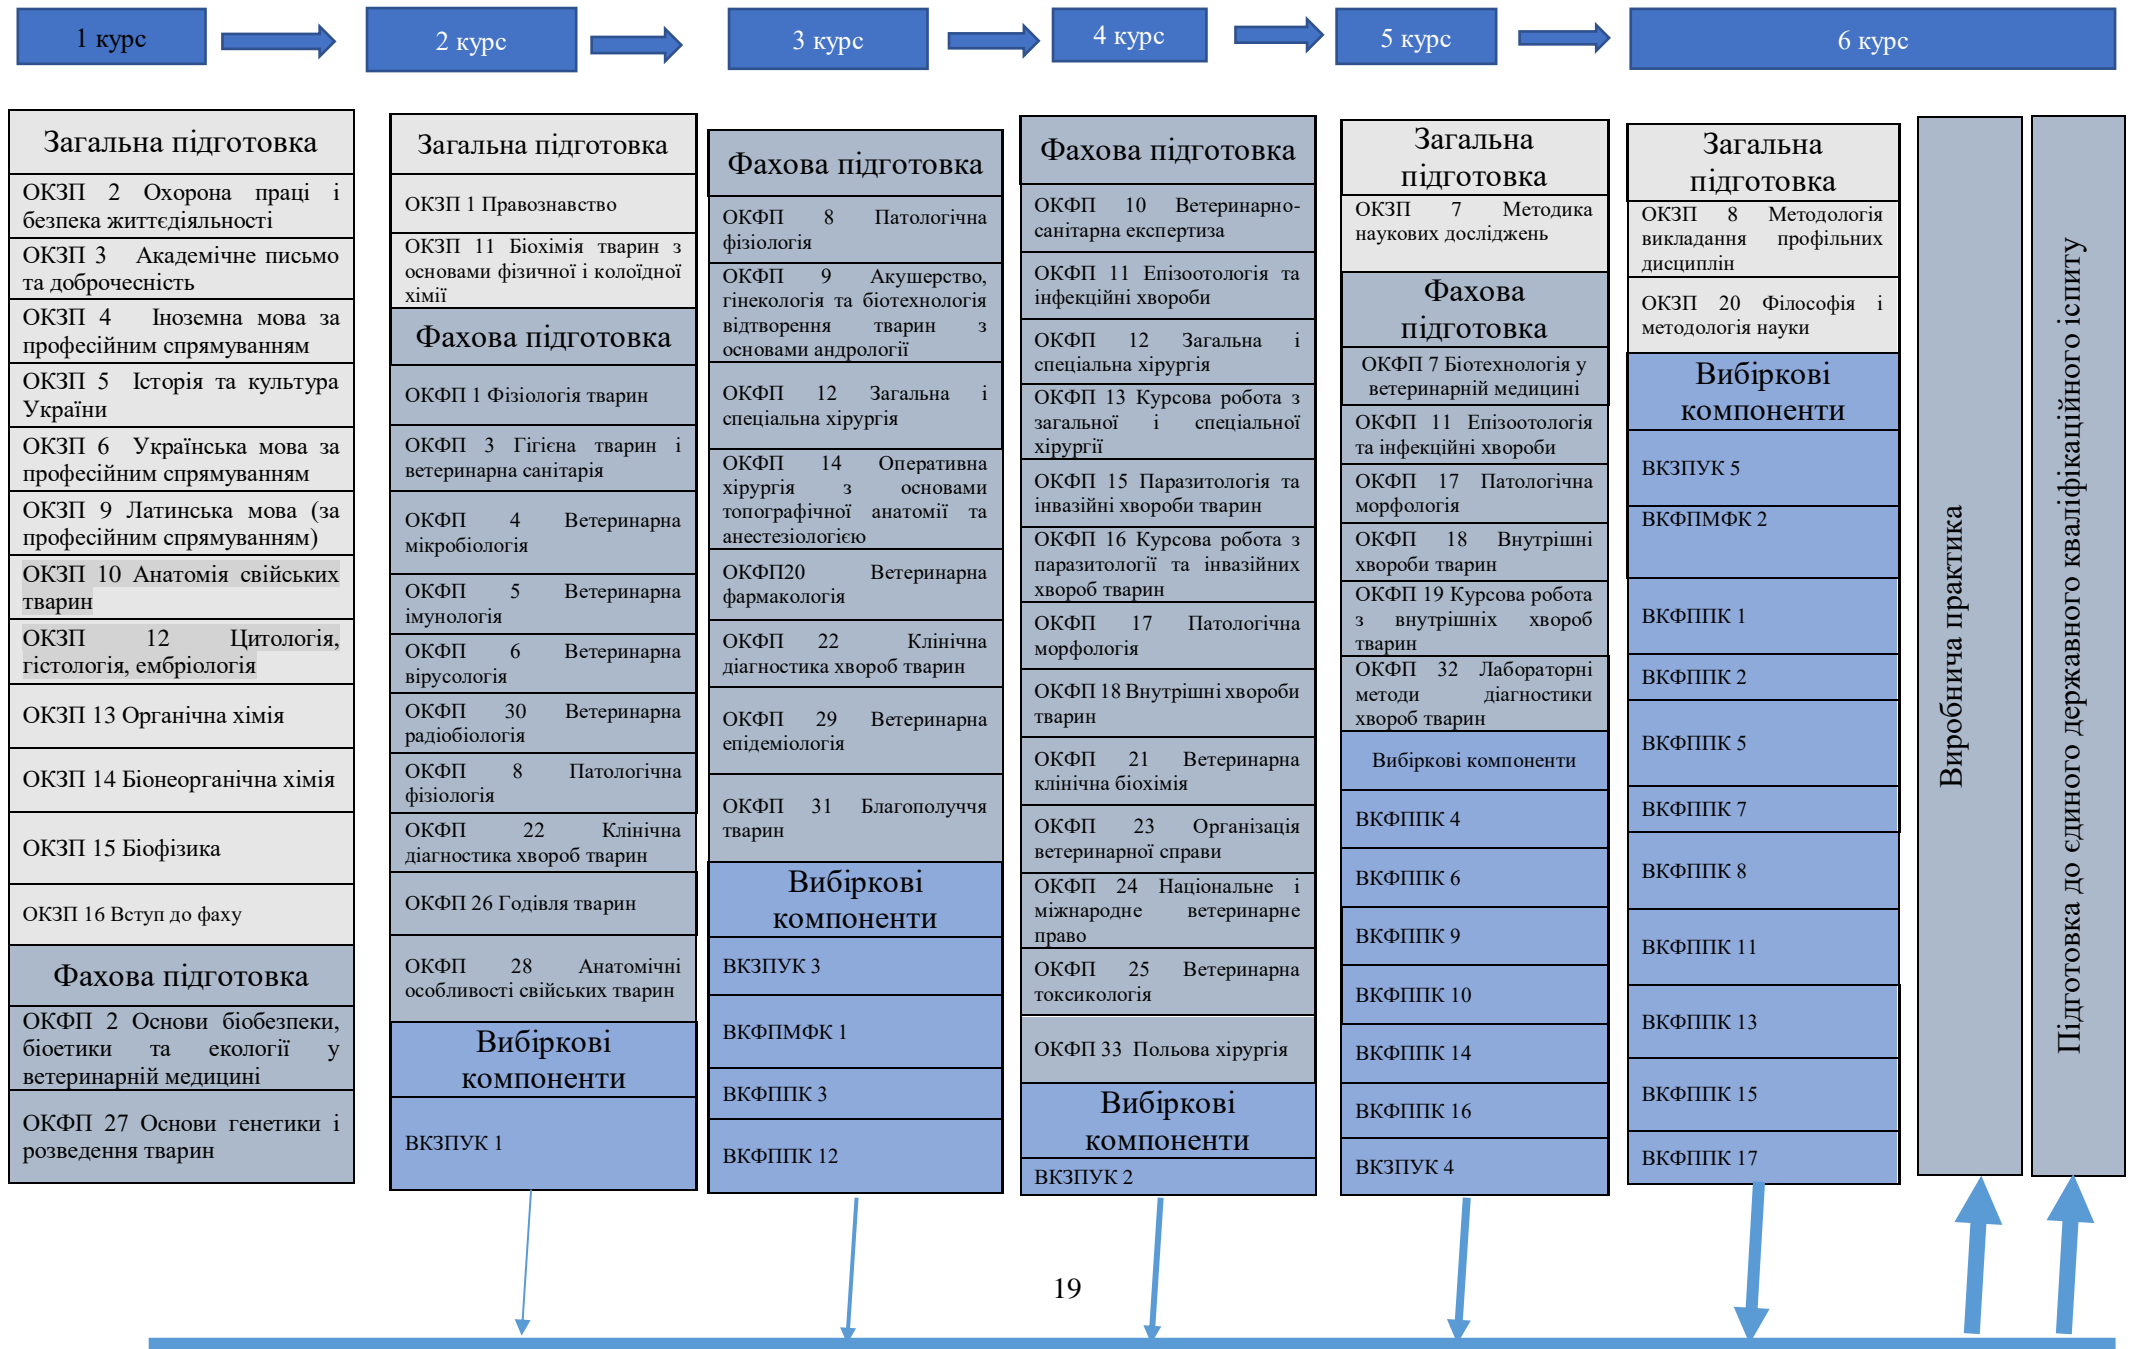 1 курс
2 курс
3 курс
4 курс
5 курс
6 курс
Загальна підготовка
ОКЗП 2 Охорона праці і
безпека життєдіяльності
ОКЗП 3 Академічне письмо
та доброчесність
ОКЗП 4 Іноземна мова за
професійним спрямуванням
ОКЗП 5 Історія та культура
України
ОКЗП 6 Українська мова за
професійним спрямуванням
ОКЗП 9 Латинська мова (за
професійним спрямуванням)
ОКЗП 10 Анатомія свійських
тварин
ОКЗП 12 Цитологія,
гістологія, ембріологія
ОКЗП 13 Органічна хімія
ОКЗП 14 Біонеорганічна хімія
ОКЗП 15 Біофізика
ОКЗП 16 Вступ до фаху
Фахова підготовка
ОКФП 2 Основи біобезпеки,
біоетики та екології у
ветеринарній медицині
ОКФП 27 Основи генетики і
розведення тварин
Загальна підготовка
ОКЗП 1 Правознавство
ОКЗП 11 Біохімія тварин з
основами фізичної і колоїдної
хімії
Фахова підготовка
ОКФП 1 Фізіологія тварин
ОКФП 3 Гігієна тварин і
ветеринарна санітарія
ОКФП 4 Ветеринарна
мікробіологія
ОКФП 5 Ветеринарна
імунологія
ОКФП 6 Ветеринарна
вірусологія
ОКФП 30 Ветеринарна
радіобіологія
ОКФП 8 Патологічна
фізіологія
ОКФП 22 Клінічна
діагностика хвороб тварин
ОКФП 26 Годівля тварин
ОКФП 28 Анатомічні
особливості свійських тварин
Вибіркові
компоненти
ВКЗПУК 1
Фахова підготовка
ОКФП 8 Патологічна
фізіологія
ОКФП 9 Акушерство,
гінекологія та біотехнологія
відтворення тварин з
основами андрології
ОКФП 12 Загальна і
спеціальна хірургія
ОКФП 14 Оперативна
хірургія з основами
топографічної анатомії та
анестезіологією
ОКФП20 Ветеринарна
фармакологія
ОКФП 22 Клінічна
діагностика хвороб тварин
ОКФП 29 Ветеринарна
епідеміологія
ОКФП 31 Благополуччя
тварин
Вибіркові
компоненти
ВКЗПУК 3
ВКФПМФК 1
ВКФППК 3
ВКФППК 12
Фахова підготовка
ОКФП 10 Ветеринарно-
санітарна експертиза
ОКФП 11 Епізоотологія та
інфекційні хвороби
ОКФП 12 Загальна і
спеціальна хірургія
ОКФП 13 Курсова робота з
загальної і спеціальної
хірургії
ОКФП 15 Паразитологія та
інвазійні хвороби тварин
ОКФП 16 Курсова робота з
паразитології та інвазійних
хвороб тварин
ОКФП 17 Патологічна
морфологія
ОКФП 18 Внутрішні хвороби
тварин
ОКФП 21 Ветеринарна
клінічна біохімія
ОКФП 23 Організація
ветеринарної справи
ОКФП 24 Національне і
міжнародне ветеринарне
право
ОКФП 25 Ветеринарна
токсикологія
ОКФП 33 Польова хірургія
Вибіркові
компоненти
ВКЗПУК 2
Загальна
підготовка
ОКЗП 7 Методика
наукових досліджень
Фахова
підготовка
ОКФП 7 Біотехнологія у
ветеринарній медицині
ОКФП 11 Епізоотологія
та інфекційні хвороби
ОКФП 17 Патологічна
морфологія
ОКФП 18 Внутрішні
хвороби тварин
ОКФП 19 Курсова робота
з внутрішніх хвороб
тварин
ОКФП 32 Лабораторні
методи діагностики
хвороб тварин
Вибіркові компоненти
ВКФППК 4
ВКФППК 6
ВКФППК 9
ВКФППК 10
ВКФППК 14
ВКФППК 16
ВКЗПУК 4
Загальна
підготовка
ОКЗП 8 Методологія
викладання профільних
дисциплін
ОКЗП 20 Філософія і
методологія науки
Вибіркові
компоненти
ВКЗПУК 5
ВКФПМФК 2
ВКФППК 1
ВКФППК 2
ВКФППК 5
ВКФППК 7
ВКФППК 8
ВКФППК 11
ВКФППК 13
ВКФППК 15
ВКФППК 17
Виробнича практика
Підготовка до єдиного державного кваліфікаційного іспиту
19